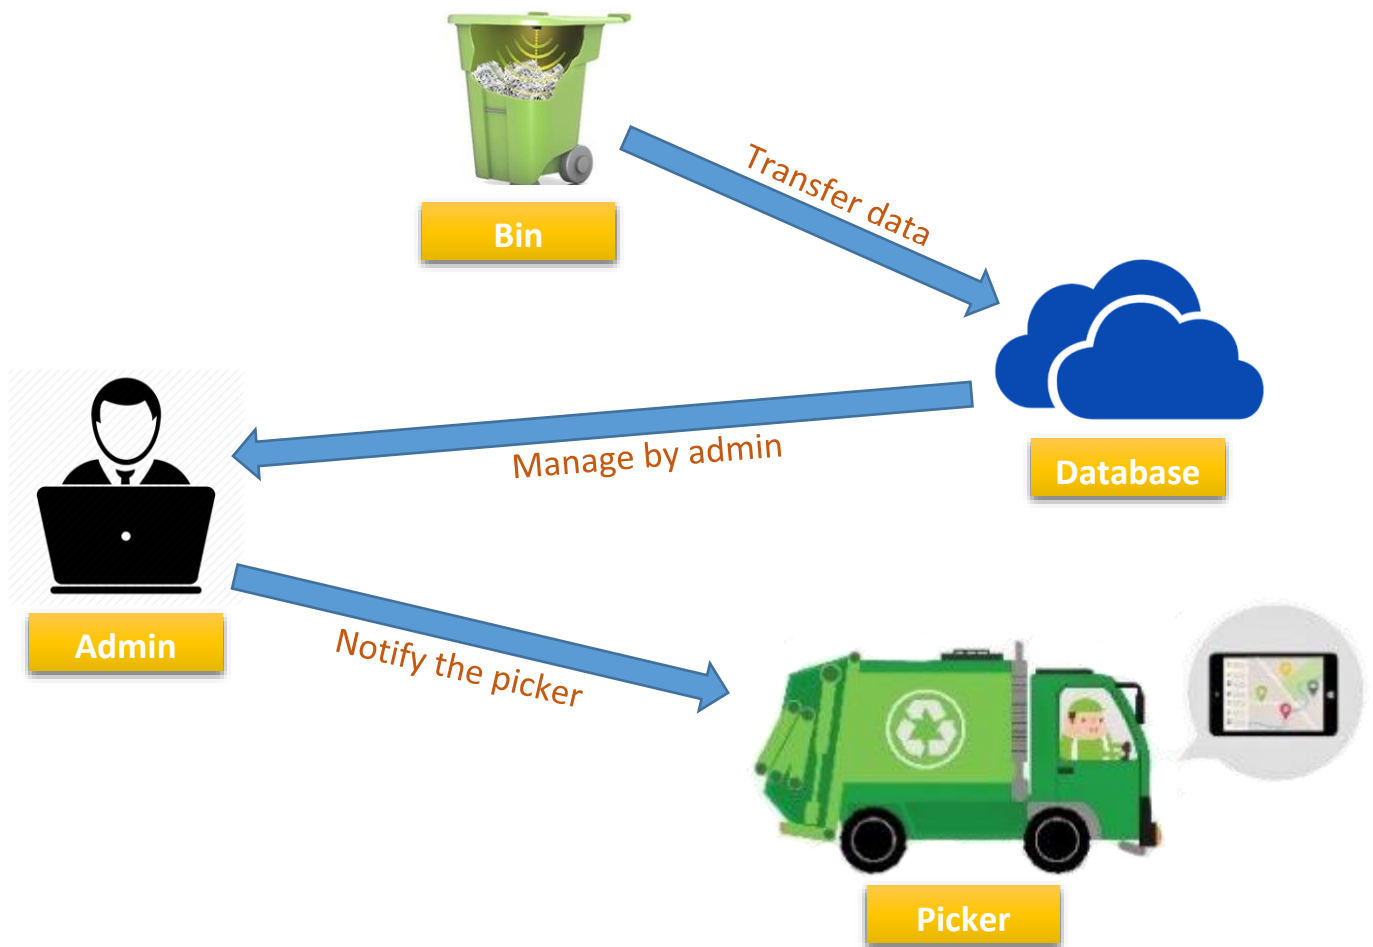 Transfer data
Bin
Database
Manage by admin
Admin
Notify the picker
Picker